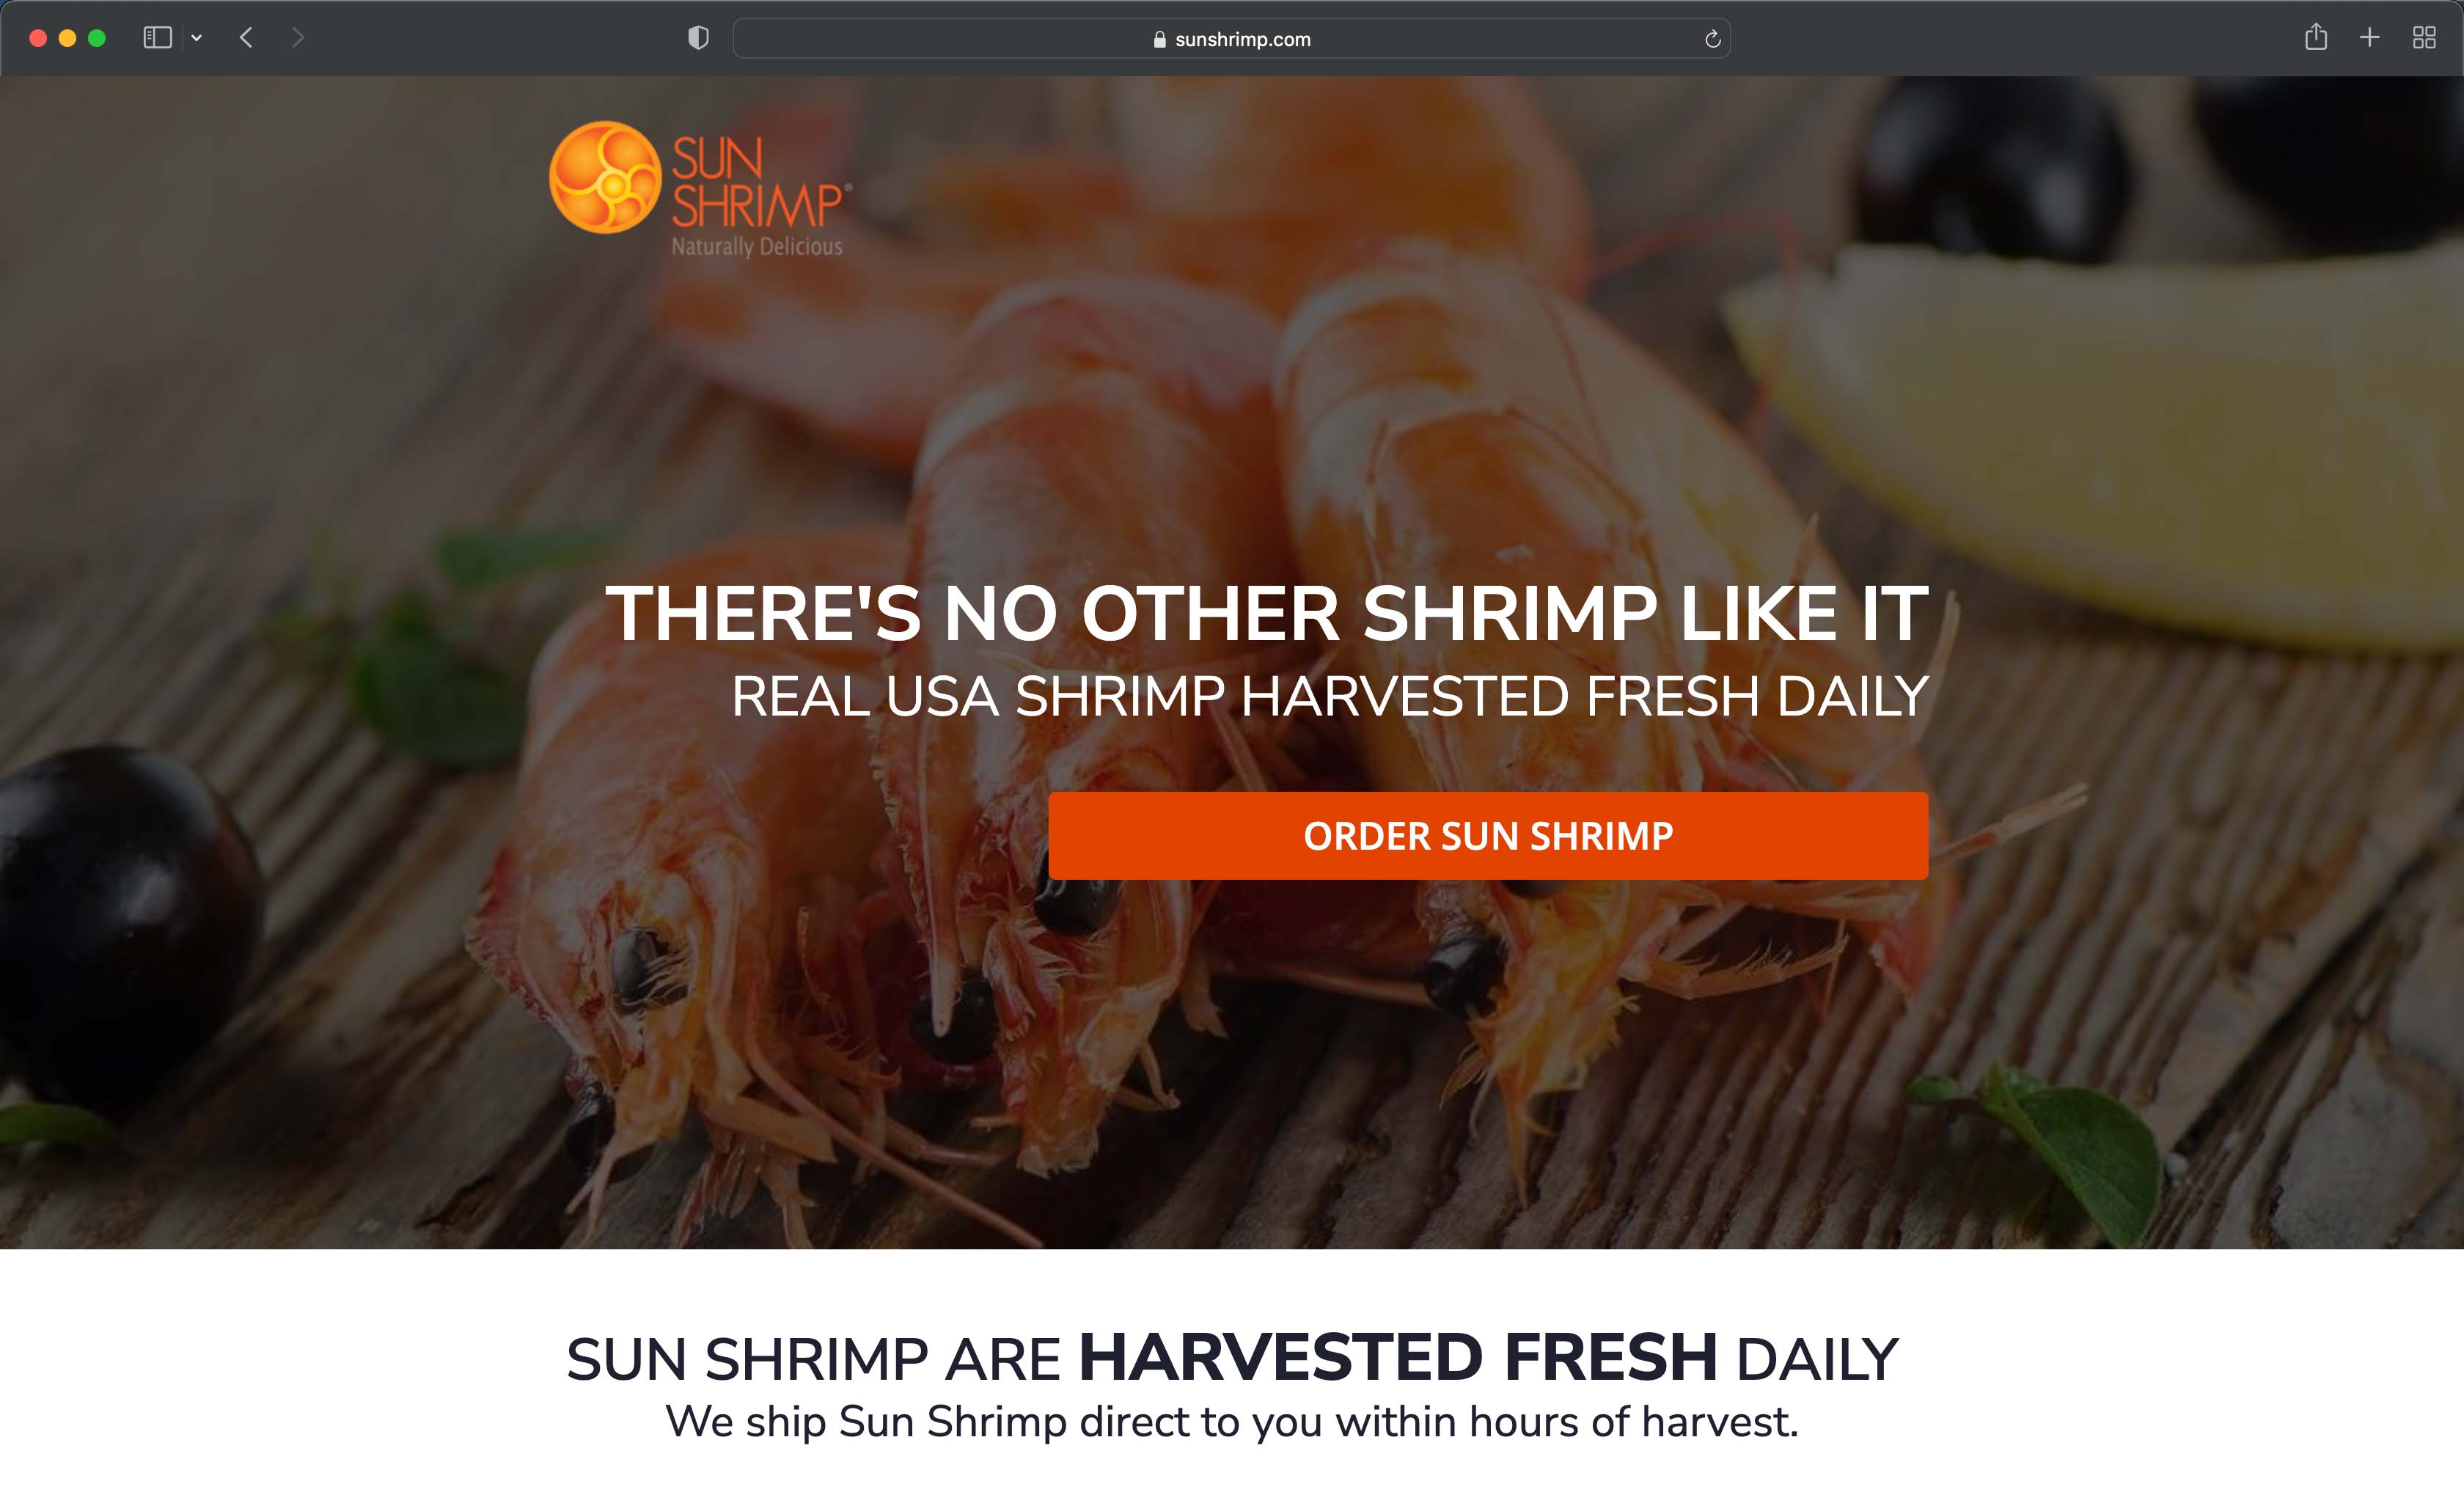 sunshrimp.com
SUN
SHRIMP®
Naturally Delicious
THERE'S NO OTHER SHRIMP LIKE IT
REAL USA SHRIMP HARVESTED FRESH DAILY
ORDER SUN SHRIMP
SUN SHRIMP ARE HARVESTED FRESH DAILY
We ship Sun Shrimp direct to you within hours of harvest.